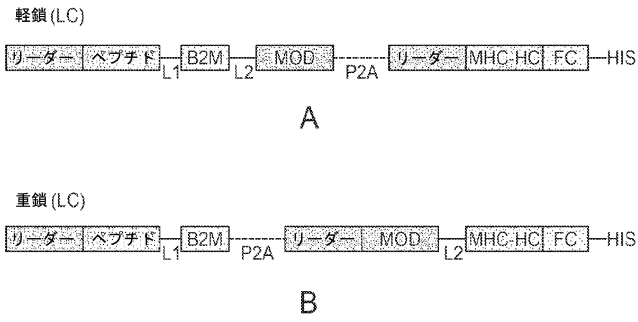 軽鎖(LC)
リーダー ペプチド L1 B2M L2 MOD P2A リーダー MHC-HC FC HIS
A
重鎖(LC)
リーダー ペプチド L1 B2M P2A リーダー MOD L2 MHC-HC FC HIS
B